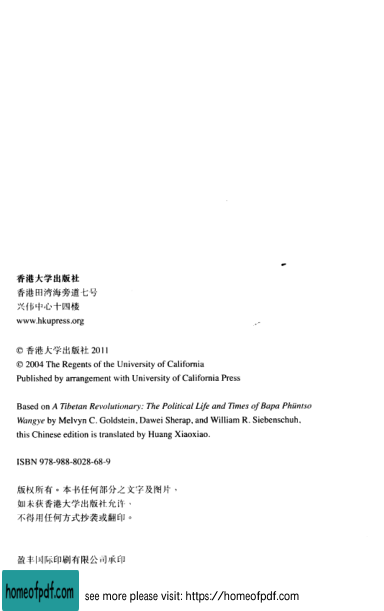 香港大学出版社
香港田湾海旁道七号
兴伟中心十四楼
www.hkupress.org
© 香港大学出版社 2011
© 2004 The Regents of the University of California
Published by arrangement with University of California Press
Based on A Tibetan Revolutionary: The Political Life and Times of Bapa Phüntso
Wangye by Melvyn C. Goldstein, Dawei Sherap, and William R. Siebenschuh,
this Chinese edition is translated by Huang Xiaoxiao.
ISBN 978-988-8028-68-9
版权所有。本书任何部分之文字及图片，
如未获香港大学出版社允许，
不得用任何方式抄袭或翻印。
盈丰国际印刷有限公司承印
homeofpdf.com
see more please visit: https://homeofpdf.com